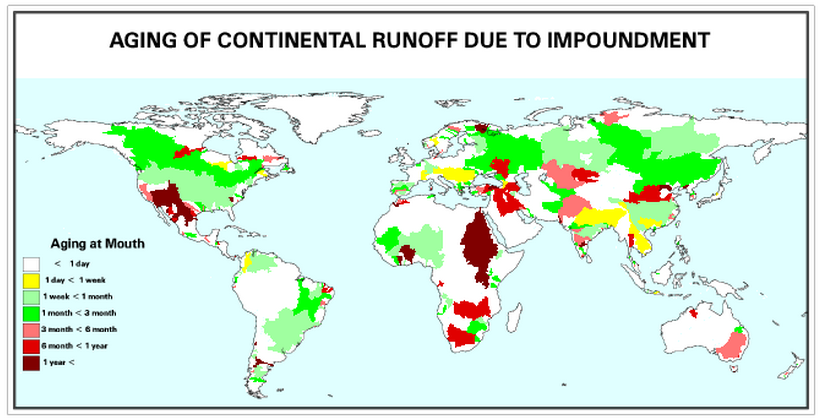 AGING OF CONTINENTAL RUNOFF DUE TO IMPOUNDMENT
Aging at Mouth
< 1 day
1 day < 1 week
1 week < 1 month
1 month < 3 month
3 month < 6 month
6 month < 1 year
1 year <